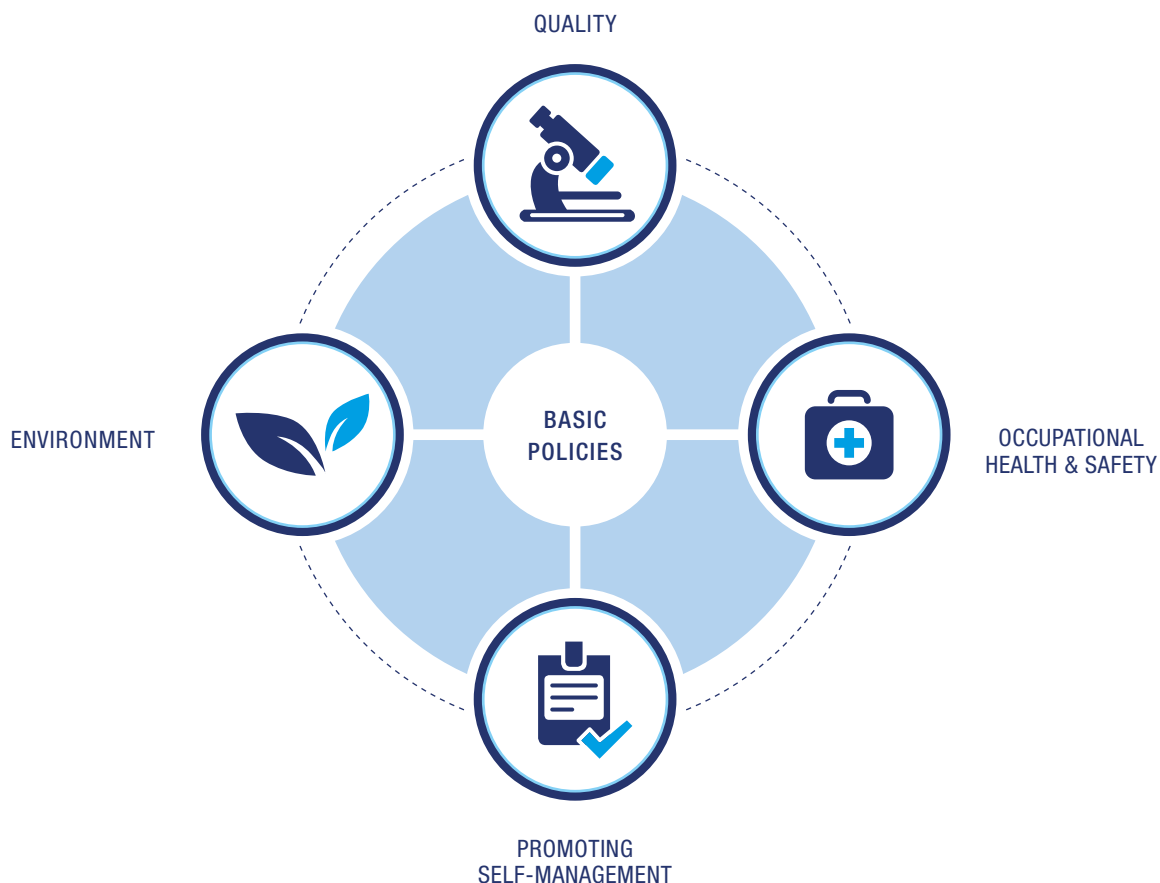 QUALITY
BASIC
POLICIES
ENVIRONMENT
OCCUPATIONAL
HEALTH & SAFETY
PROMOTING
SELF-MANAGEMENT